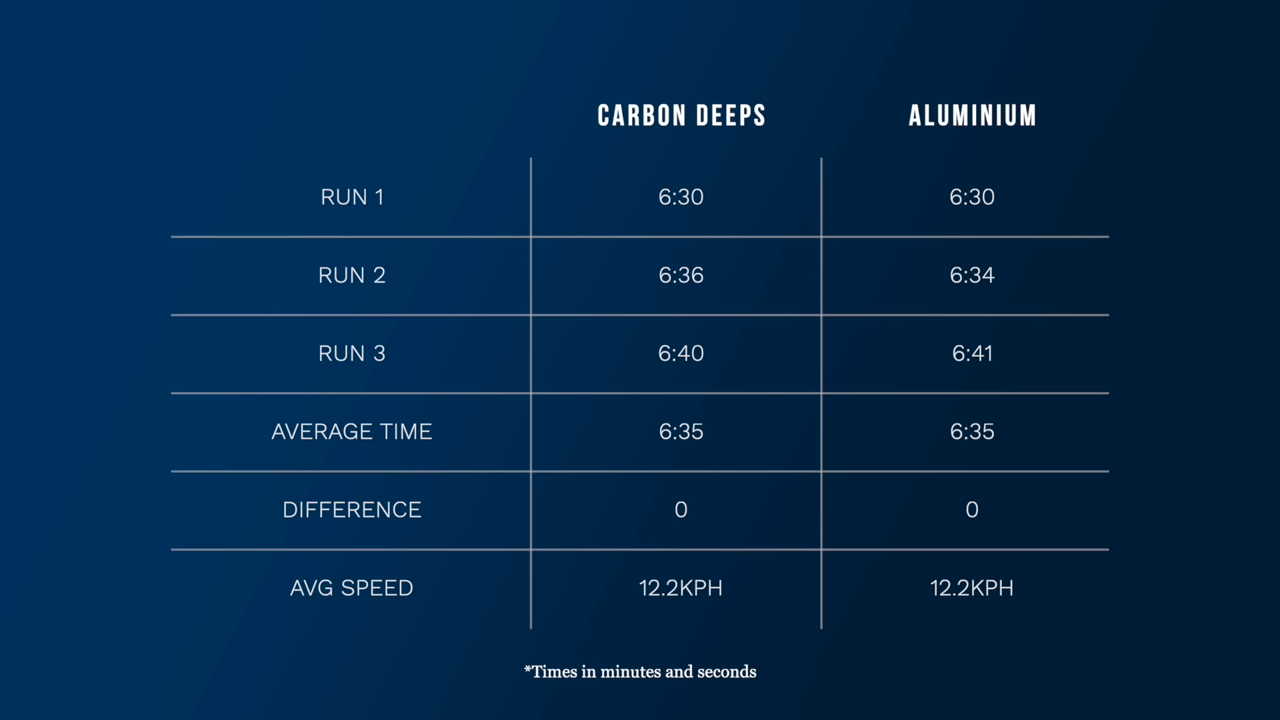 CARBON DEEPS ALUMINIUM
RUN 1 6:30 6:30
RUN 2 6:36 6:34
RUN 3 6:40 6:41
AVERAGE TIME 6:35 6:35
DIFFERENCE 0 0
AVG SPEED 12.2KPH 12.2KPH
*Times in minutes and seconds